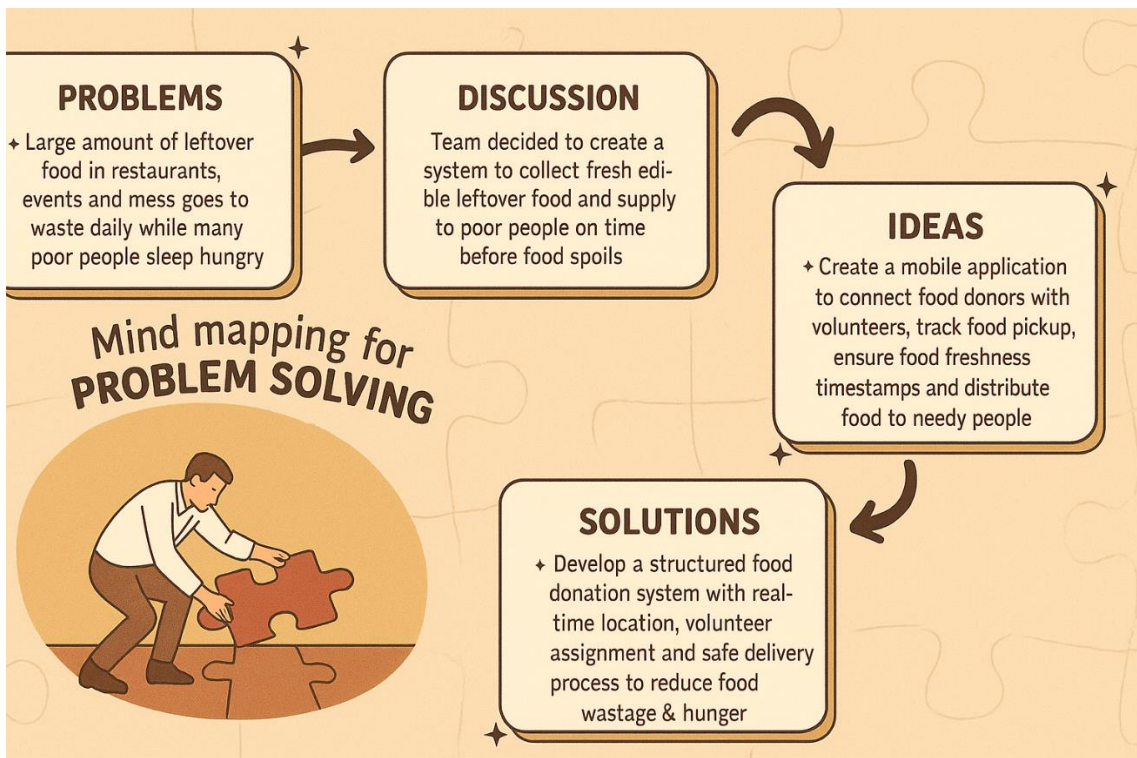 PROBLEMS
✦ Large amount of leftover
food in restaurants,
events and mess goes to
waste daily while many
poor people sleep hungry
DISCUSSION
Team decided to create a
system to collect fresh edi-
ble leftover food and supply
to poor people on time
before food spoils
IDEAS
✦ Create a mobile application
to connect food donors with
volunteers, track food pickup,
ensure food freshness
timestamps and distribute
food to needy people
Mind mapping for
PROBLEM SOLVING
SOLUTIONS
✦ Develop a structured food
donation system with real-
time location, volunteer
assignment and safe delivery
process to reduce food
wastage & hunger